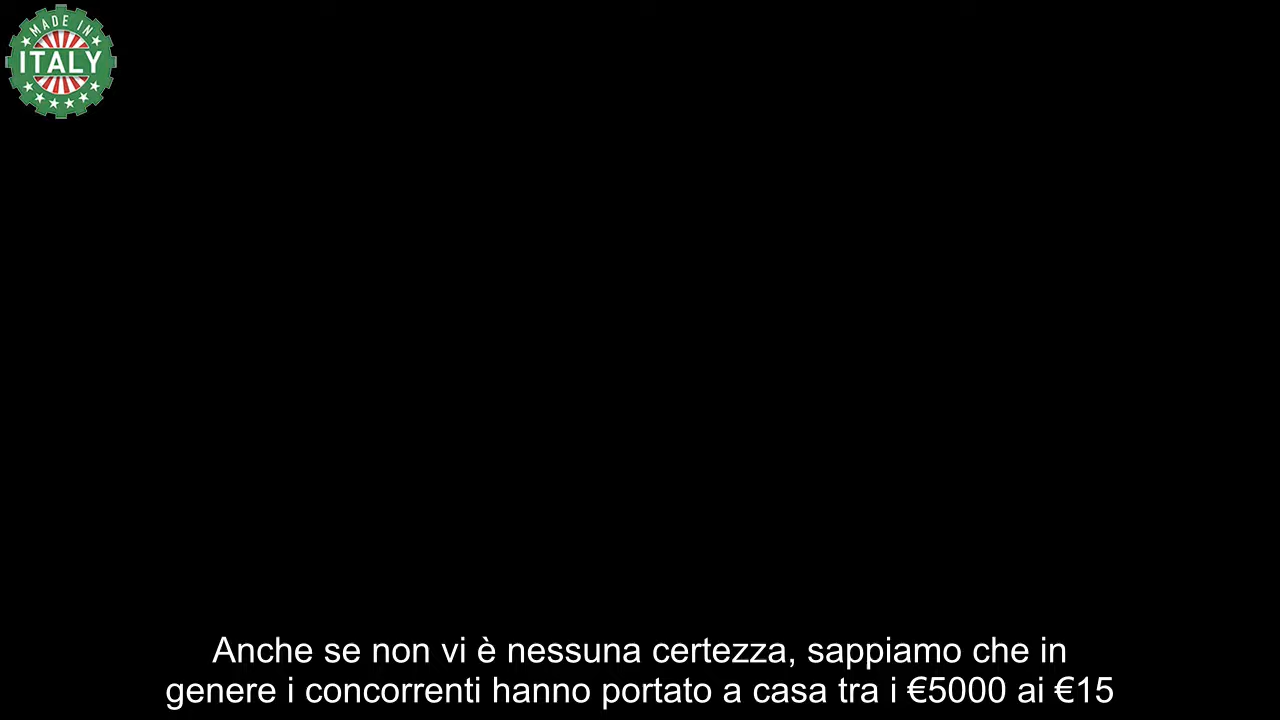 MADE IN
ITALY
Anche se non vi è nessuna certezza, sappiamo che in
genere i concorrenti hanno portato a casa tra i €5000 ai €15